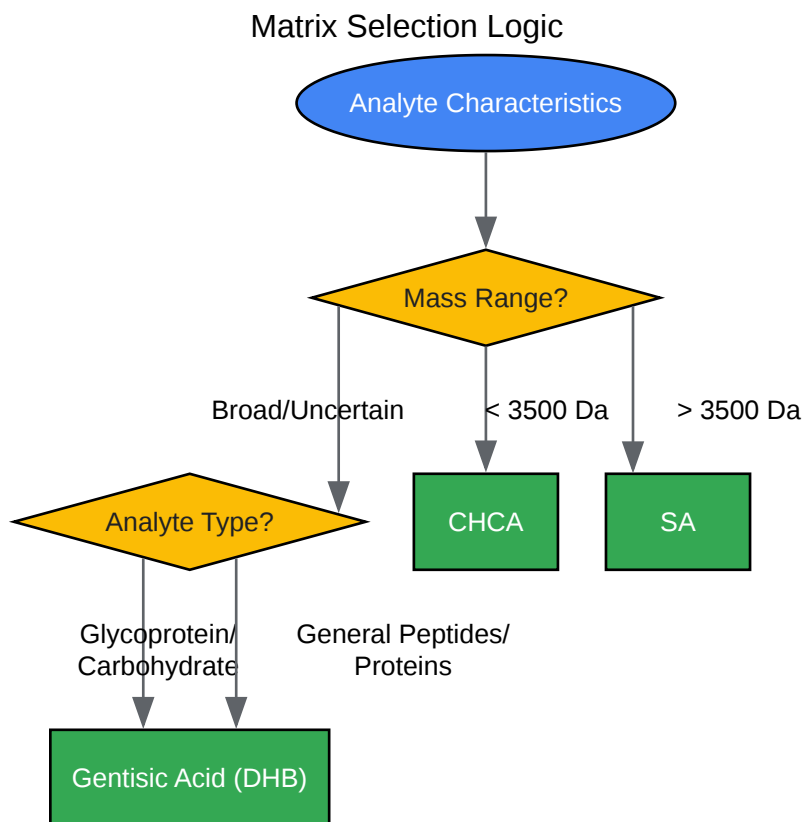 Matrix Selection Logic
Analyte Characteristics
Mass Range?
Broad/Uncertain
< 3500 Da
> 3500 Da
Analyte Type?
CHCA
SA
Glycoprotein/
Carbohydrate
General Peptides/
Proteins
Gentisic Acid (DHB)